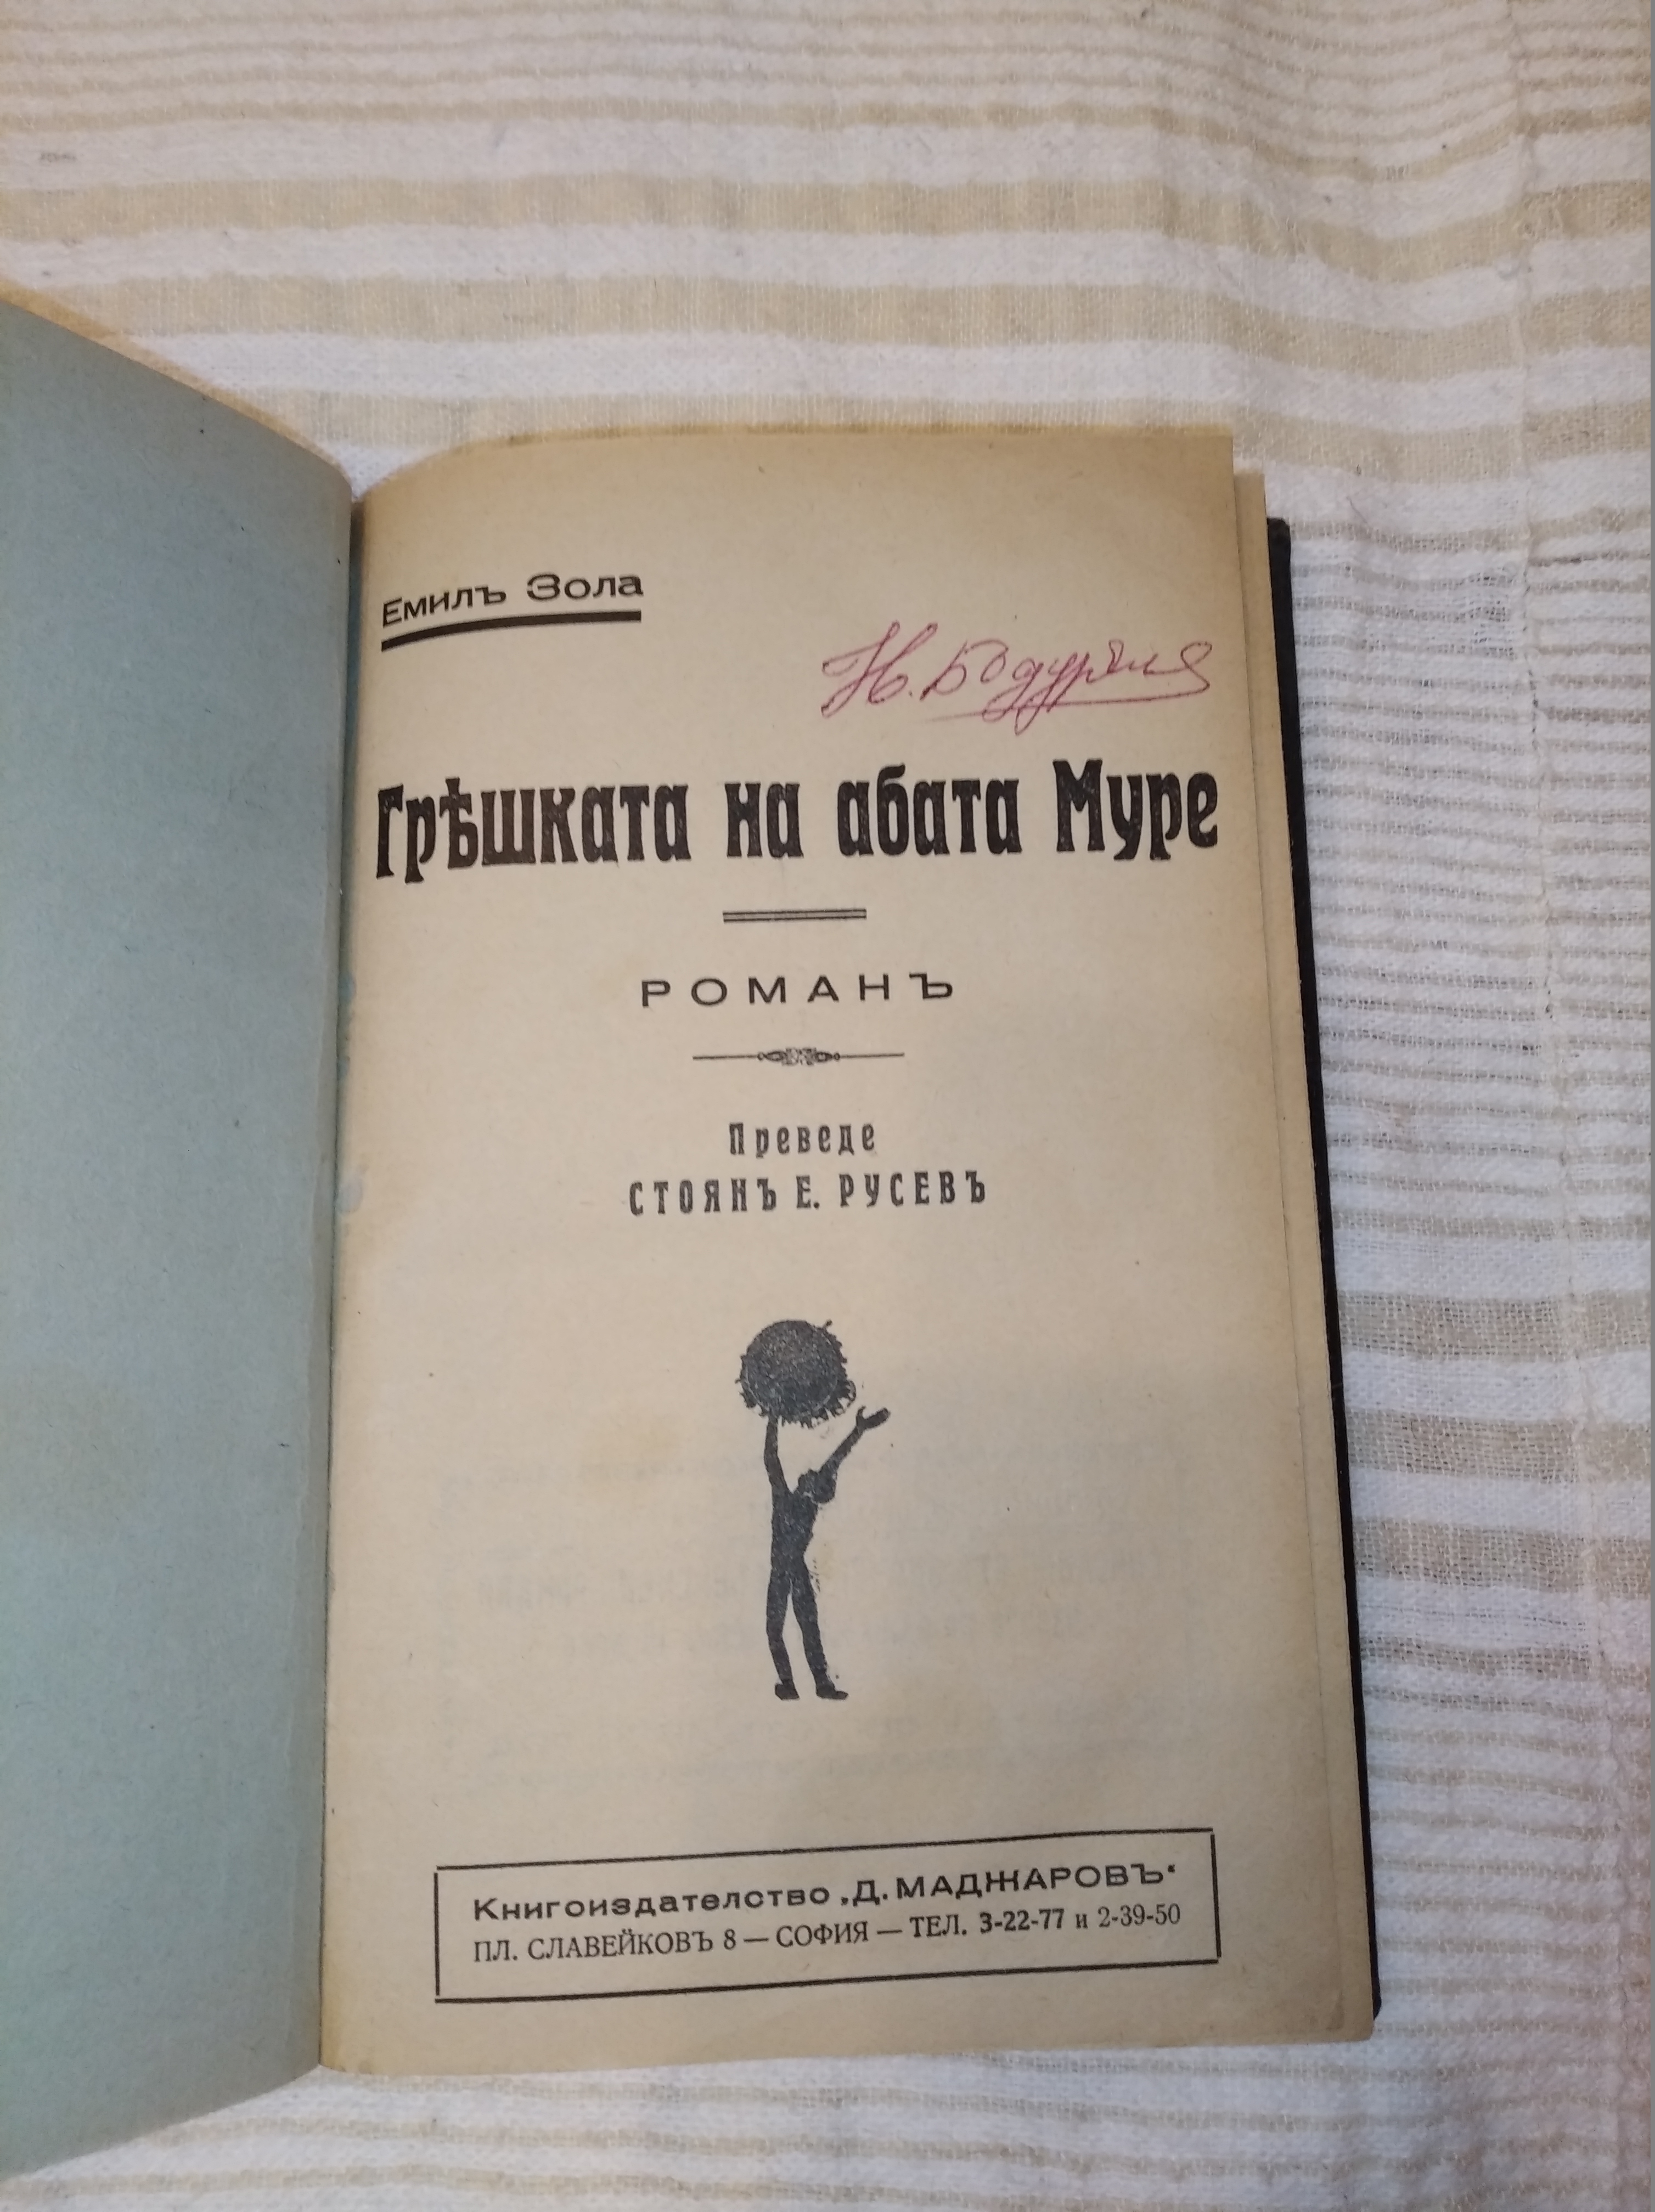 Емилъ Зола
Грѣшката на абата Муре
РОМАНЪ
Преведе
СТОЯНЪ Е. РУСЕВЪ
Книгоиздателство „Д. МАДЖАРОВЪ“
ПЛ. СЛАВЕЙКОВЪ 8 — СОФИЯ — ТЕЛ. 3-22-77 и 2-39-50